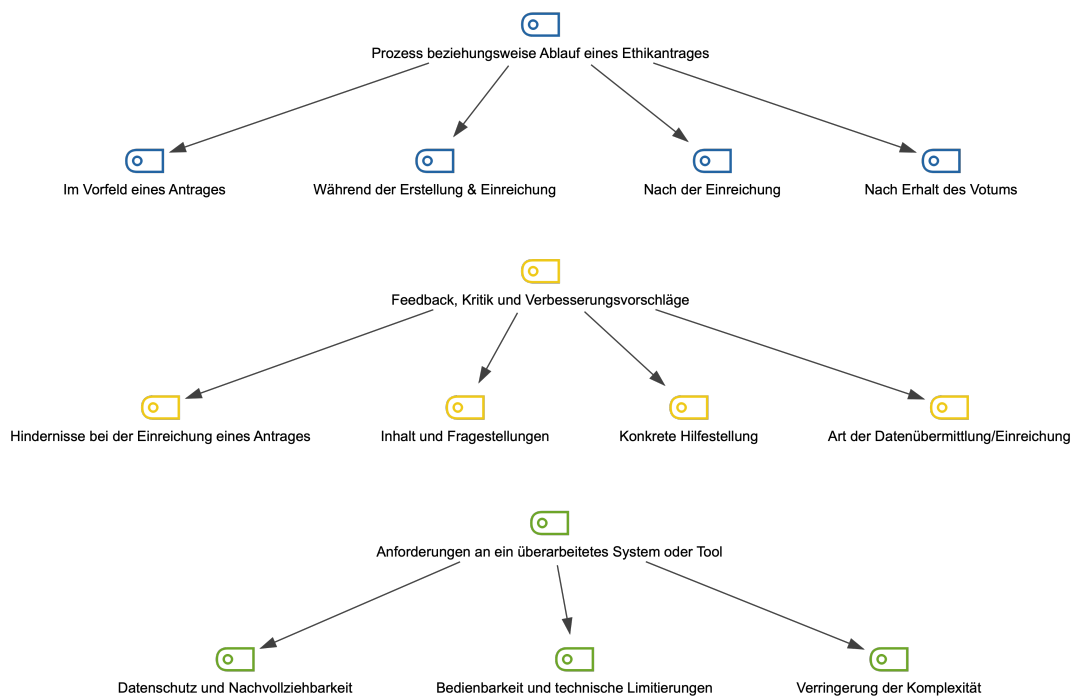 Prozess beziehungsweise Ablauf eines Ethikantrages
Im Vorfeld eines Antrages
Während der Erstellung & Einreichung
Nach der Einreichung
Nach Erhalt des Votums
Feedback, Kritik und Verbesserungsvorschläge
Hindernisse bei der Einreichung eines Antrages
Inhalt und Fragestellungen
Konkrete Hilfestellung
Art der Datenübermittlung/Einreichung
Anforderungen an ein überarbeitetes System oder Tool
Datenschutz und Nachvollziehbarkeit
Bedienbarkeit und technische Limitierungen
Verringerung der Komplexität